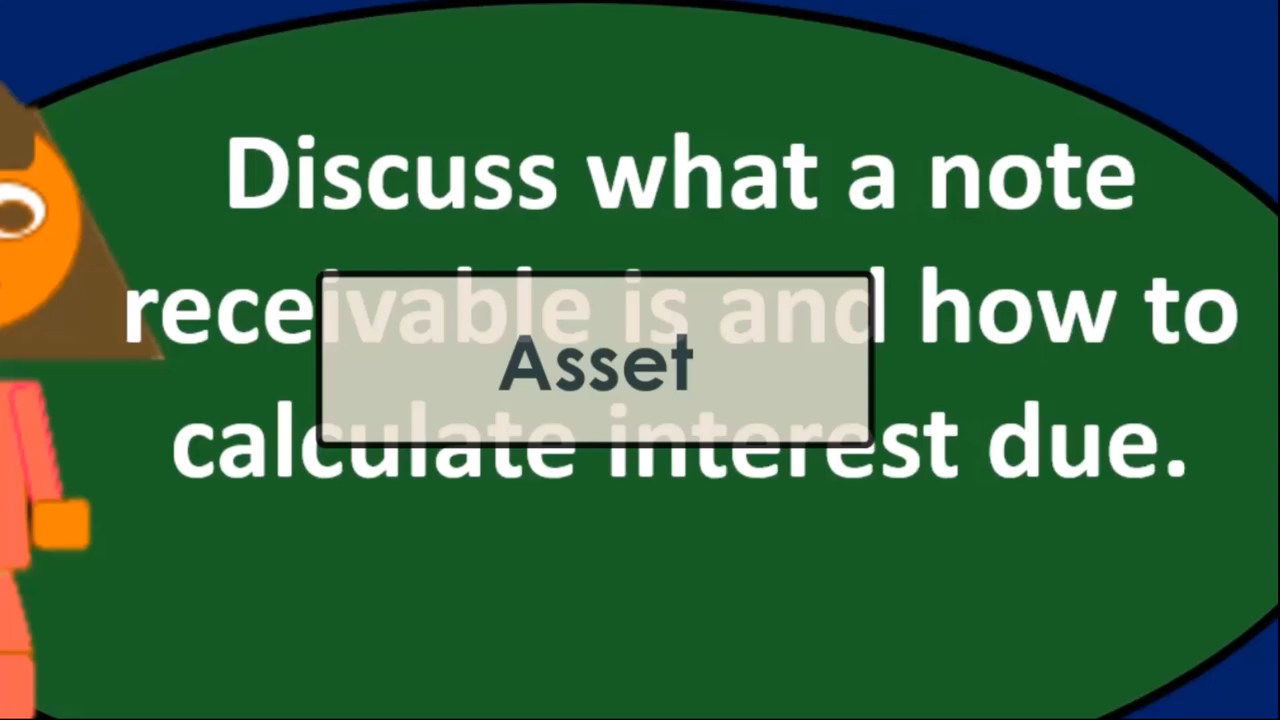 Discuss what a note
receivable is and how to
Asset
calculate interest due.